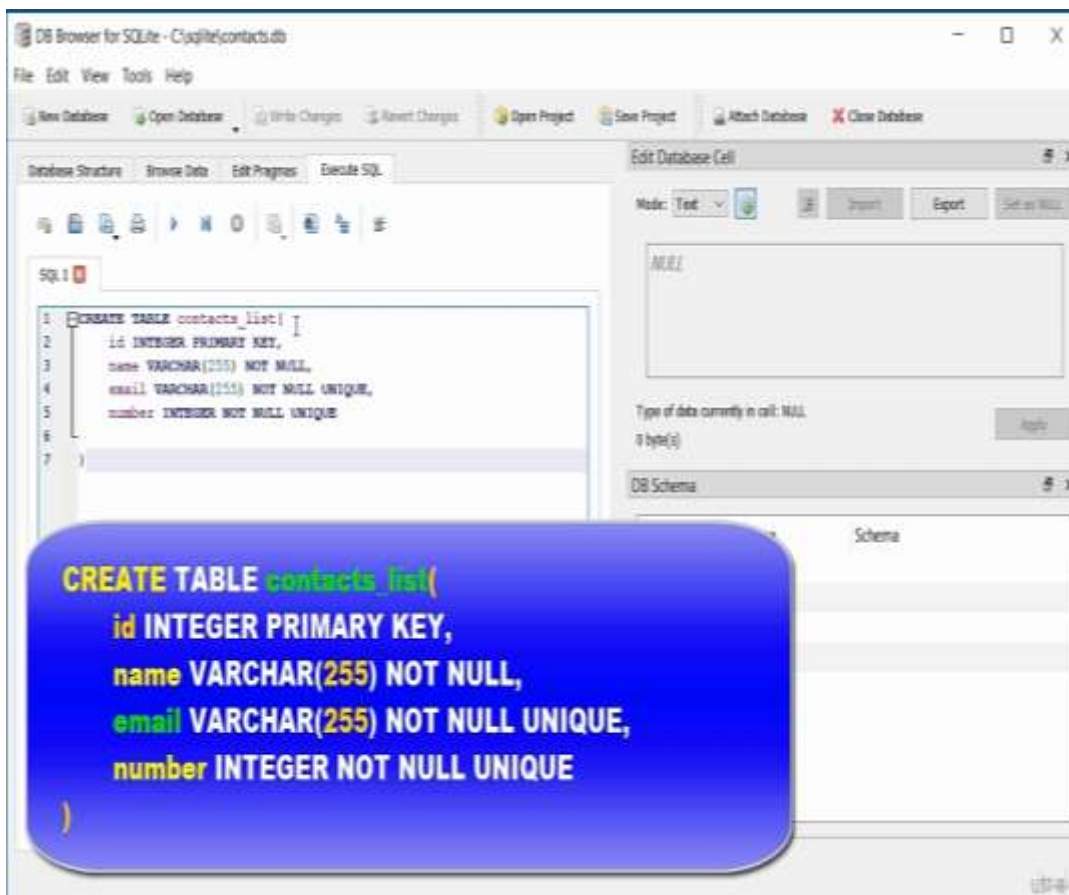 DB Browser for SQLite - C:\sqlite\contacts.db
File Edit View Tools Help
New Database Open Database Write Changes Revert Changes Open Project Save Project Attach Database Close Database
Database Structure Browse Data Edit Pragmas Execute SQL
Edit Database Cell
Mode: Text Import Export Set as NULL
SQL 1
NULL
1 CREATE TABLE contacts_list(
2 id INTEGER PRIMARY KEY,
3 name VARCHAR(255) NOT NULL,
4 email VARCHAR(255) NOT NULL UNIQUE,
5 number INTEGER NOT NULL UNIQUE
6
7 )
Type of data currently in cell: NULL
0 byte(s)
Apply
DB Schema
Schema
CREATE TABLE contacts_list(
id INTEGER PRIMARY KEY,
name VARCHAR(255) NOT NULL,
email VARCHAR(255) NOT NULL UNIQUE,
number INTEGER NOT NULL UNIQUE
)